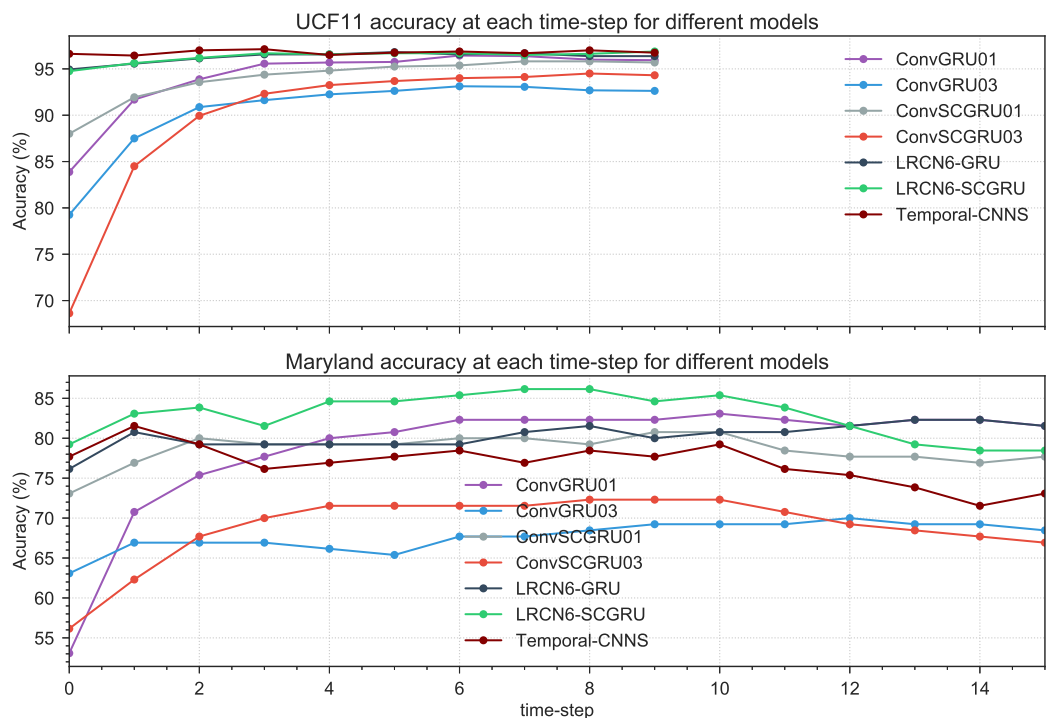 UCF11 accuracy at each time-step for different models
95
90
85
80
75
70
Acuracy (%)
ConvGRU01
ConvGRU03
ConvSCGRU01
ConvSCGRU03
LRCN6-GRU
LRCN6-SCGRU
Temporal-CNNS
Maryland accuracy at each time-step for different models
85
80
75
70
65
60
55
Acuracy (%)
ConvGRU01
ConvGRU03
ConvSCGRU01
ConvSCGRU03
LRCN6-GRU
LRCN6-SCGRU
Temporal-CNNS
0 2 4 6 8 10 12 14
time-step